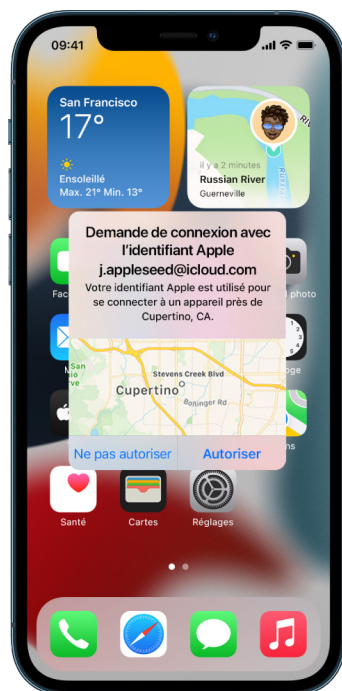 09:41
San Francisco
17°
Ensoleillé
Max. 21° Min. 13°
il y a 2 minutes
Russian River
Guerneville
Demande de connexion avec
l'identifiant Apple
j.appleseed@icloud.com
Votre identifiant Apple est utilisé pour
se connecter à un appareil près de
Cupertino, CA.
San
Stevens Creek Blvd
Cupertino
Bollinger Rd
Ne pas autoriser
Autoriser
Santé
Cartes
Réglages